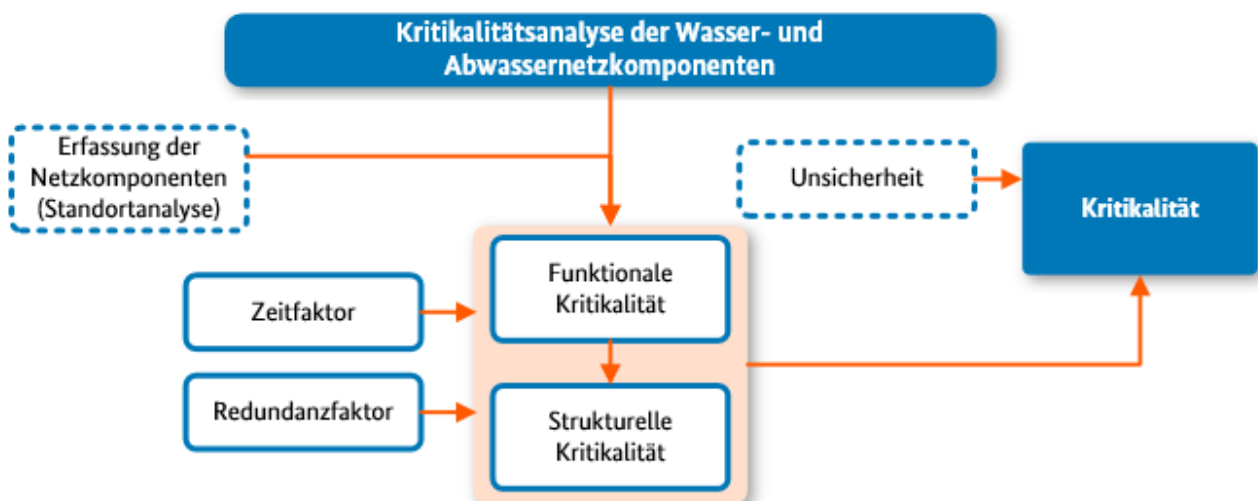 Kritikalitätsanalyse der Wasser- und
Abwassernetzkomponenten
Erfassung der
Netzkomponenten
(Standortanalyse)
Unsicherheit
Kritikalität
Funktionale
Kritikalität
Zeitfaktor
Redundanzfaktor
Strukturelle
Kritikalität